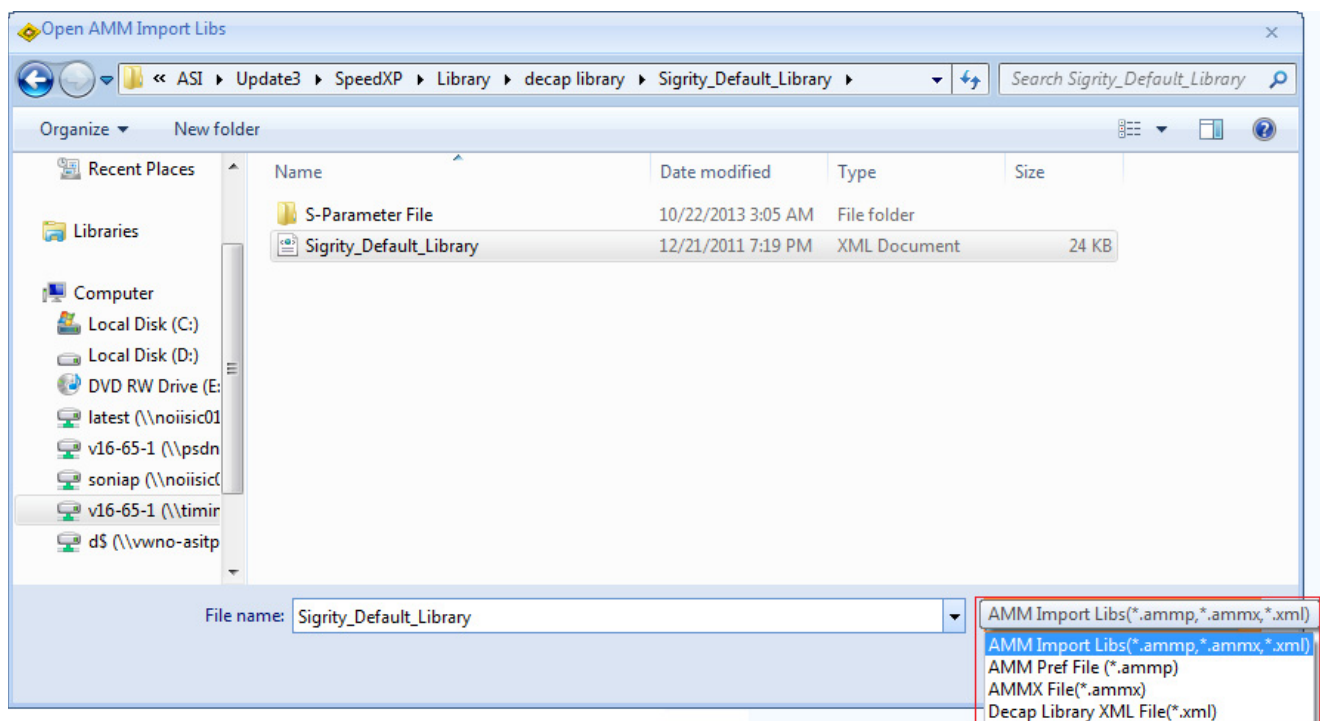 Open AMM Import Libs
« ASI Update3 SpeedXP Library decap library Sigrity_Default_Library Search Sigrity_Default_Library
Organize New folder
Name Date modified Type Size
S-Parameter File 10/22/2013 3:05 AM File folder
Sigrity_Default_Library 12/21/2011 7:19 PM XML Document 24 KB
Recent Places
Libraries
Computer
Local Disk (C:)
Local Disk (D:)
DVD RW Drive (E:
latest (\\noiisic01
v16-65-1 (\\psdn
soniap (\\noiisic
v16-65-1 (\\timin
d$ (\\vwno-asitp
File name: Sigrity_Default_Library
AMM Import Libs(*.ammp,*.ammx,*.xml)
AMM Import Libs(*.ammp,*.ammx,*.xml)
AMM Pref File (*.ammp)
AMMX File(*.ammx)
Decap Library XML File(*.xml)